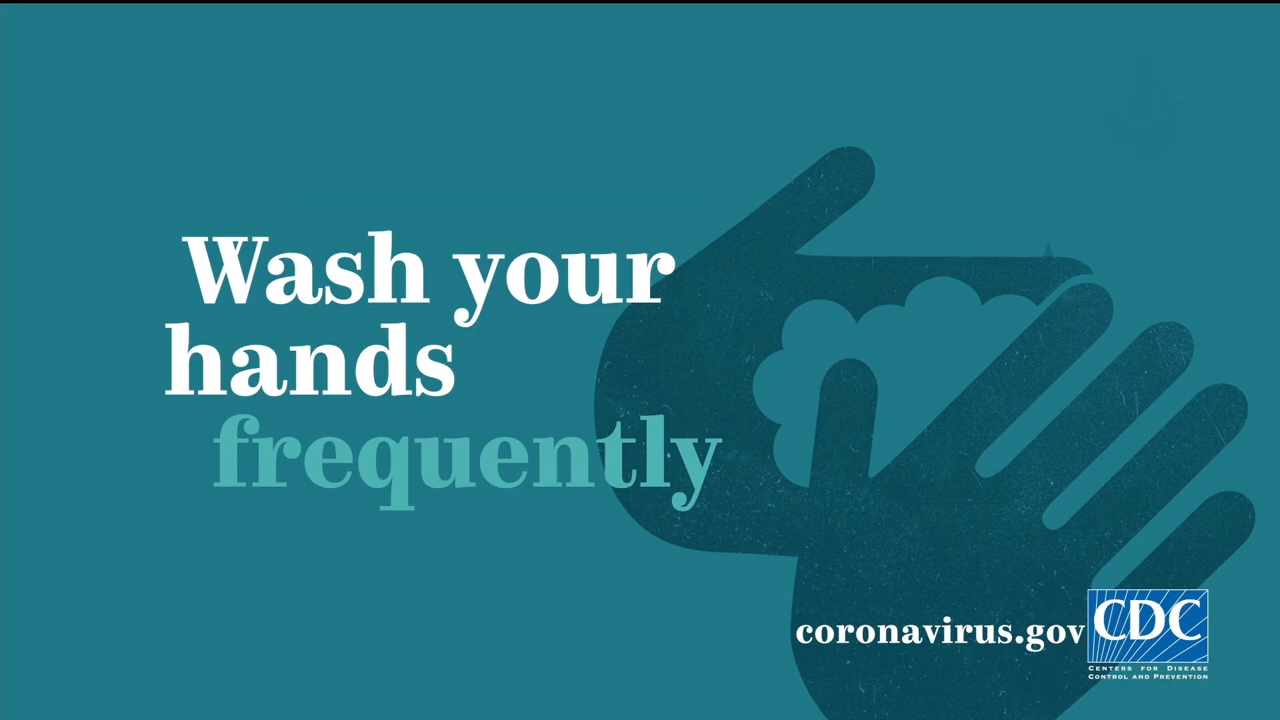 Wash your
hands
frequently
coronavirus.gov
CDC
CENTERS FOR DISEASE
CONTROL AND PREVENTION